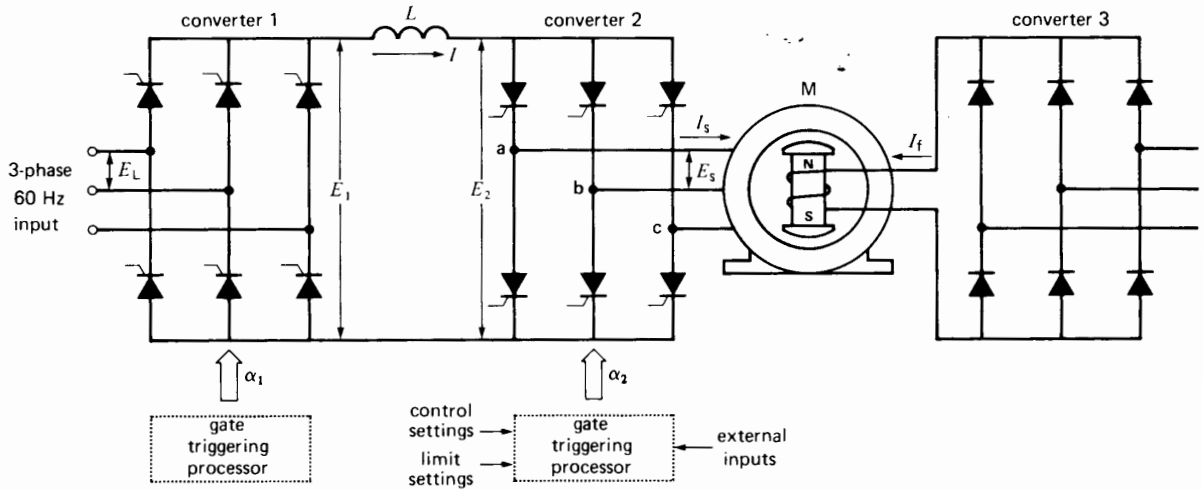 converter 1
L
converter 2
converter 3
I
M
I_s
I_f
a
E_L
E_1
E_2
E_s
N
3-phase
60 Hz
input
b
S
c
α_1
α_2
gate
triggering
processor
control
settings
limit
settings
gate
triggering
processor
external
inputs